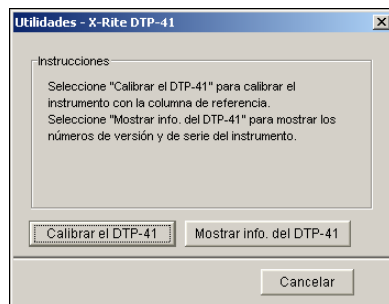 Utilidades - X-Rite DTP-41
Instrucciones
Seleccione "Calibrar el DTP-41" para calibrar el
instrumento con la columna de referencia.
Seleccione "Mostrar info. del DTP-41" para mostrar los
números de versión y de serie del instrumento.
Calibrar el DTP-41 Mostrar info. del DTP-41
Cancelar